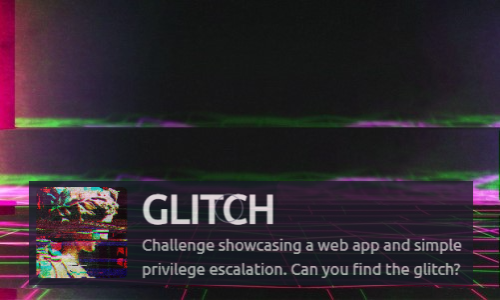 GLITCH
Challenge showcasing a web app and simple
privilege escalation. Can you find the glitch?